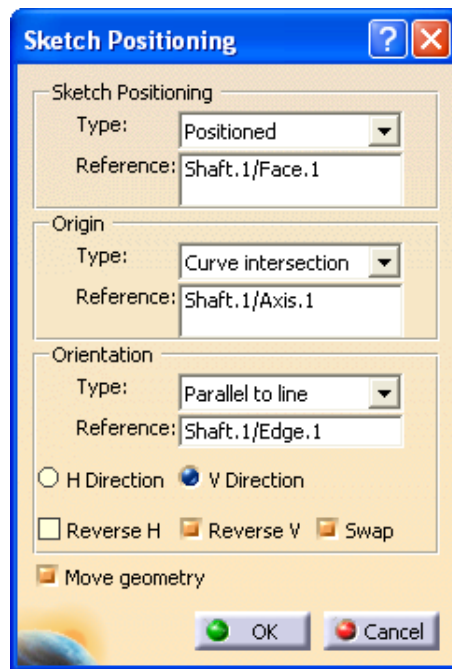 Sketch Positioning
Sketch Positioning
Type: Positioned
Reference: Shaft.1/Face.1
Origin
Type: Curve intersection
Reference: Shaft.1/Axis.1
Orientation
Type: Parallel to line
Reference: Shaft.1/Edge.1
H Direction V Direction
Reverse H Reverse V Swap
Move geometry
OK Cancel